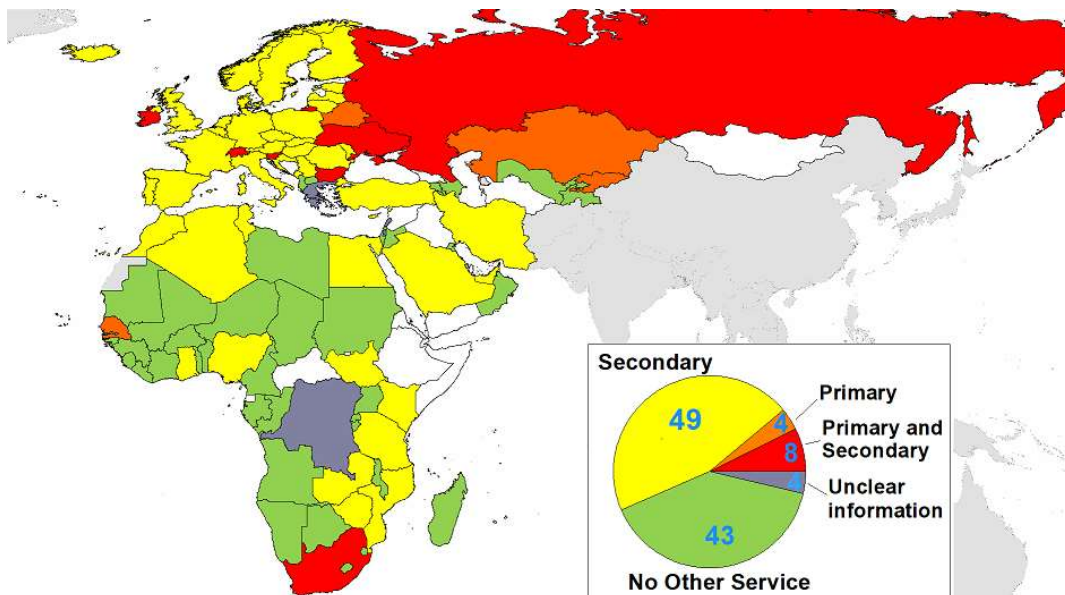 Secondary
Primary
49
4
Primary and
Secondary
8
4
Unclear
information
43
No Other Service